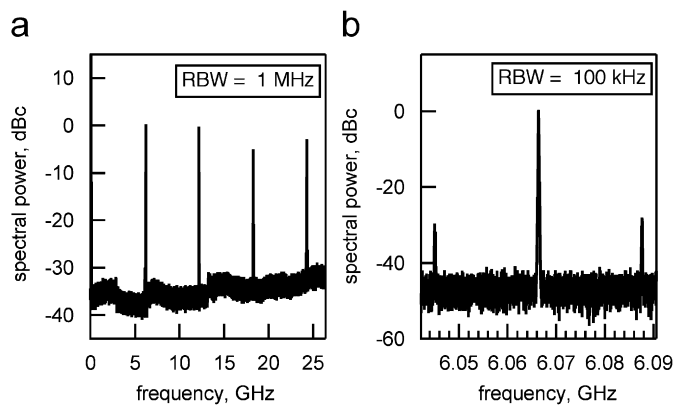 a
b
RBW = 1 MHz
10
0
-10
-20
-30
-40
spectral power, dBc
0 5 10 15 20 25
frequency, GHz
RBW = 100 kHz
0
-20
-40
-60
spectral power, dBc
6.05 6.06 6.07 6.08 6.09
frequency, GHz